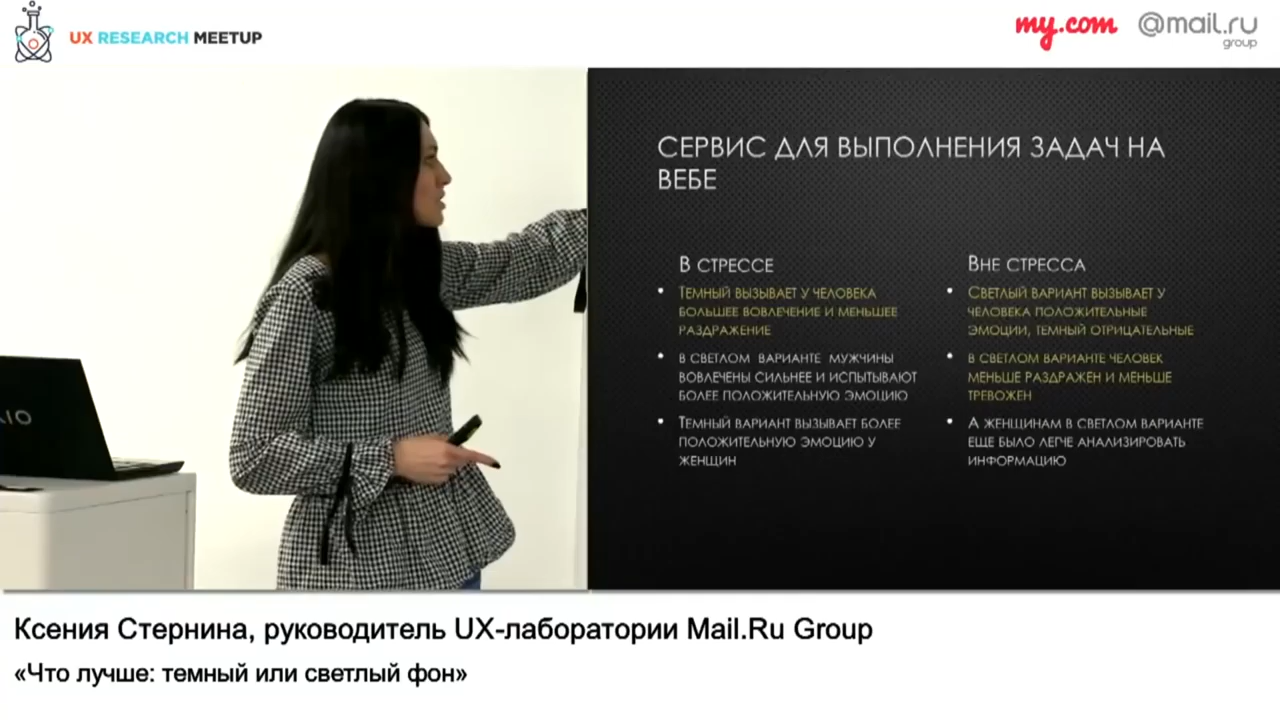 UX RESEARCH MEETUP
my.com
@mail.ru
group
СЕРВИС ДЛЯ ВЫПОЛНЕНИЯ ЗАДАЧ НА
ВЕБЕ
В СТРЕССЕ
• ТЕМНЫЙ ВЫЗЫВАЕТ У ЧЕЛОВЕКА
БОЛЬШЕЕ ВОВЛЕЧЕНИЕ И МЕНЬШЕЕ
РАЗДРАЖЕНИЕ
• В СВЕТЛОМ ВАРИАНТЕ МУЖЧИНЫ
ВОВЛЕЧЕНЫ СИЛЬНЕЕ И ИСПЫТЫВАЮТ
БОЛЕЕ ПОЛОЖИТЕЛЬНУЮ ЭМОЦИЮ
• ТЕМНЫЙ ВАРИАНТ ВЫЗЫВАЕТ БОЛЕЕ
ПОЛОЖИТЕЛЬНУЮ ЭМОЦИЮ У
ЖЕНЩИН
ВНЕ СТРЕССА
• СВЕТЛЫЙ ВАРИАНТ ВЫЗЫВАЕТ У
ЧЕЛОВЕКА ПОЛОЖИТЕЛЬНЫЕ
ЭМОЦИИ, ТЕМНЫЙ ОТРИЦАТЕЛЬНЫЕ
• В СВЕТЛОМ ВАРИАНТЕ ЧЕЛОВЕК
МЕНЬШЕ РАЗДРАЖЕН И МЕНЬШЕ
ТРЕВОЖЕН
• А ЖЕНЩИНАМ В СВЕТЛОМ ВАРИАНТЕ
ЕЩЕ БЫЛО ЛЕГЧЕ АНАЛИЗИРОВАТЬ
ИНФОРМАЦИЮ
Ксения Стернина, руководитель UX-лаборатории Mail.Ru Group
«Что лучше: темный или светлый фон»